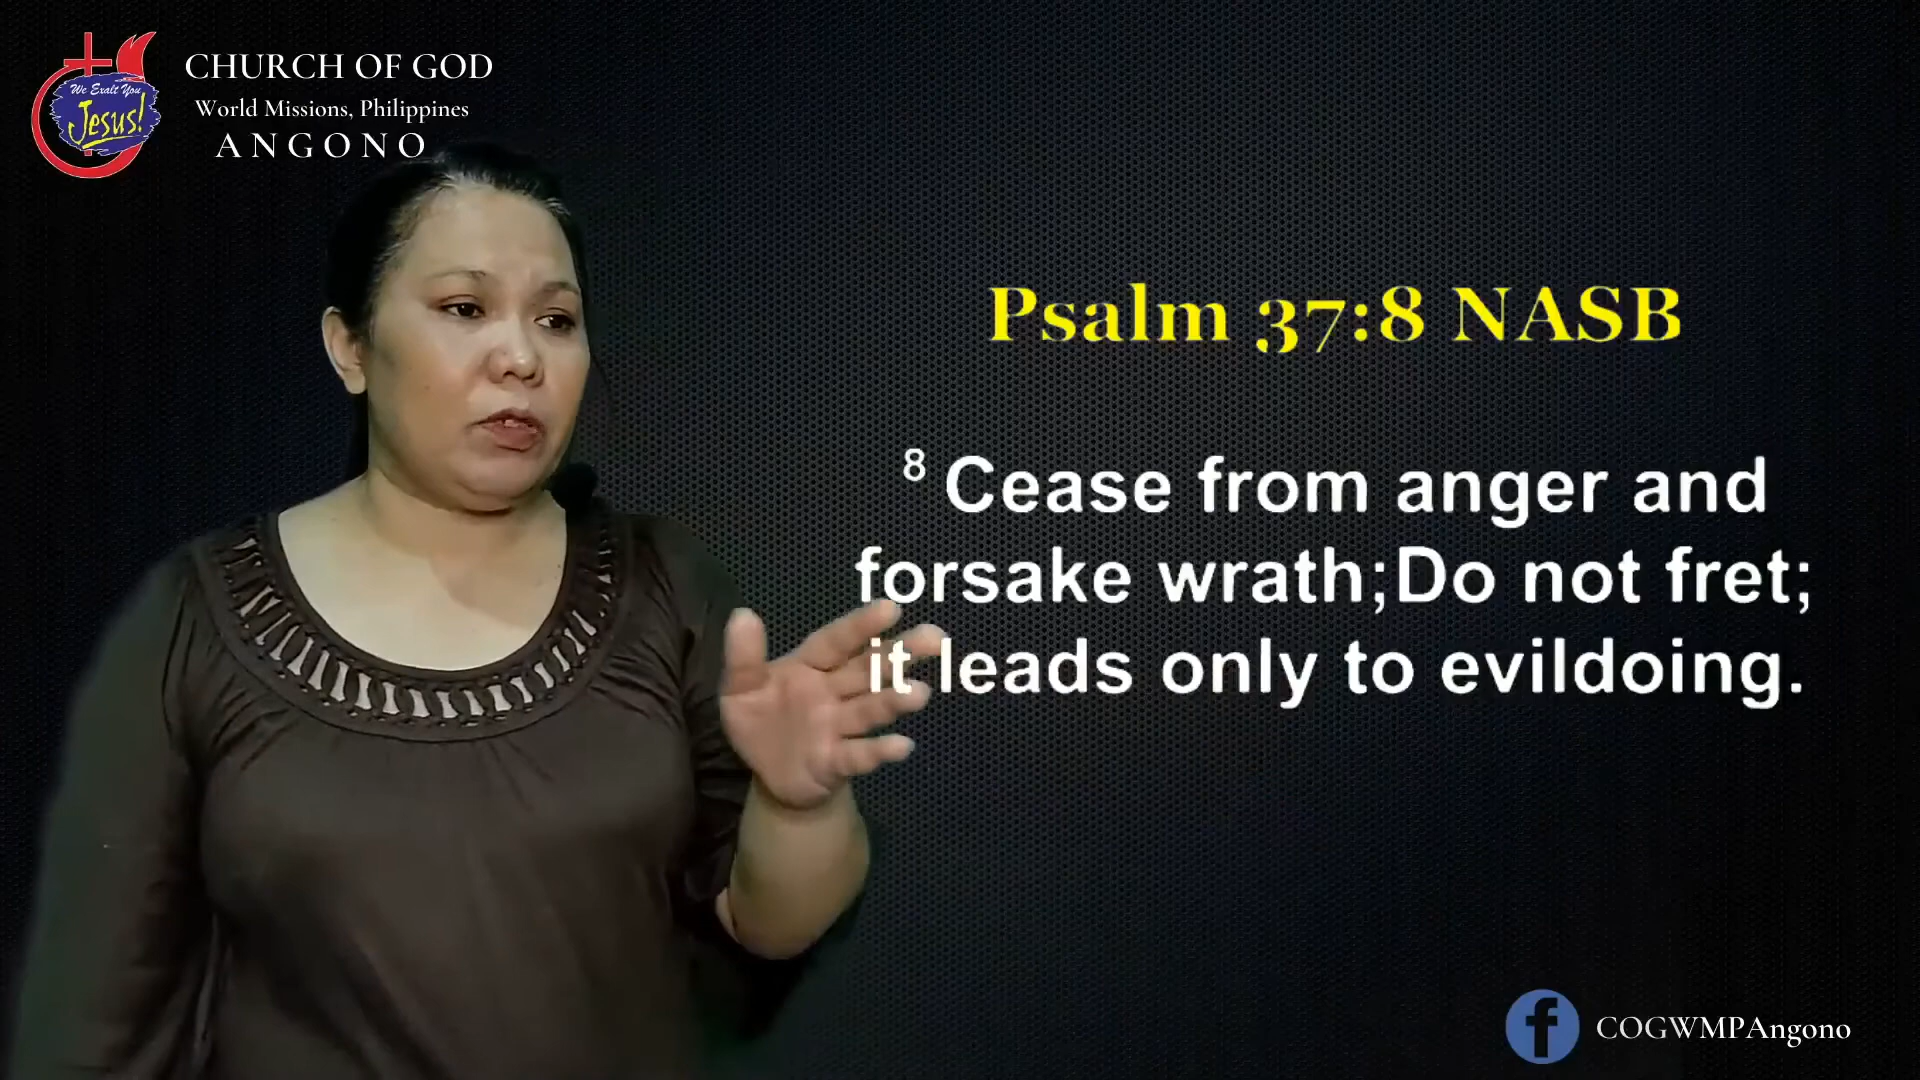 We Exalt You
Jesus!
CHURCH OF GOD
World Missions, Philippines
ANGONO
Psalm 37:8 NASB
8 Cease from anger and
forsake wrath;Do not fret;
it leads only to evildoing.
f COGWMPAngono